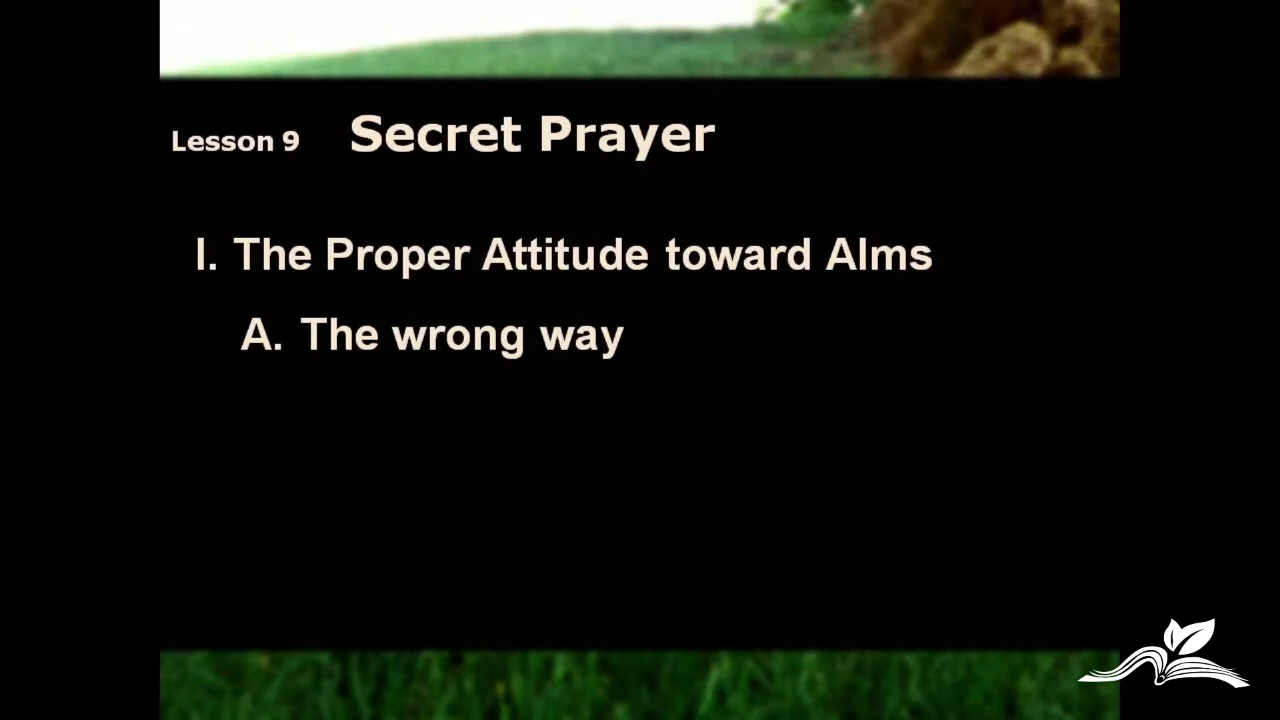 Lesson 9 Secret Prayer
I. The Proper Attitude toward Alms
A. The wrong way